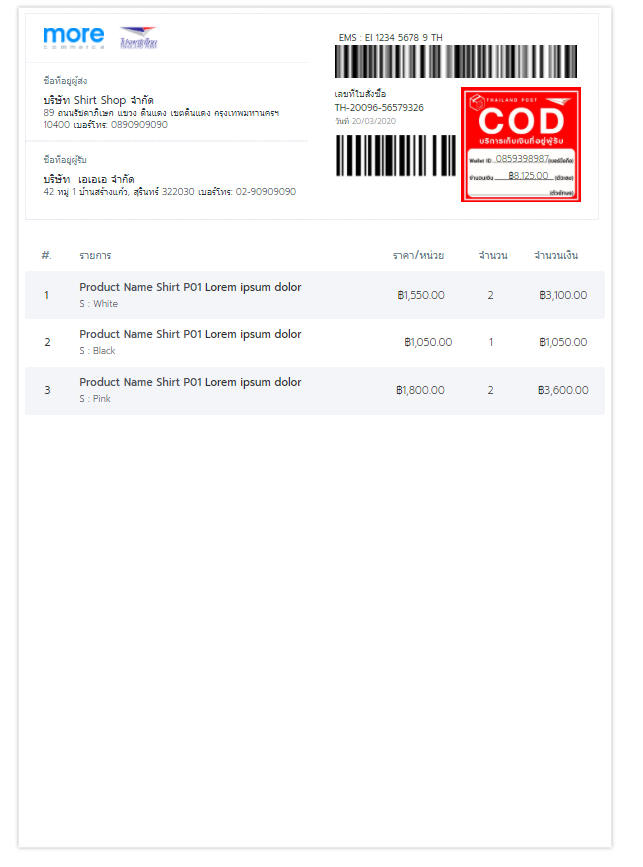 more
commerce
ไปรษณีย์ไทย
EMS : EI 1234 5678 9 TH
ชื่อที่อยู่ผู้ส่ง
บริษัท Shirt Shop จำกัด
89 ถนนรัชดาภิเษก แขวง ดินแดง เขตดินแดง กรุงเทพมหานครฯ
10400 เบอร์โทร: 0890909090
ชื่อที่อยู่ผู้รับ
บริษัท เอเอเอ จำกัด
42 หมู่ 1 บ้านสร้างแก้ว, สุรินทร์ 322030 เบอร์โทร: 02-90909090
เลขที่ใบสั่งซื้อ
TH-20096-56579326
วันที่ 20/03/2020
THAILAND POST
COD
บริการเก็บเงินที่อยู่ผู้รับ
Wallet ID 0859398987 (เบอร์มือถือ)
จำนวนเงิน ฿8,125.00 (ตัวเลข)
(ตัวอักษร)
#. รายการ ราคา/หน่วย จำนวน จำนวนเงิน
1 Product Name Shirt P01 Lorem ipsum dolor ฿1,550.00 2 ฿3,100.00
S : White
2 Product Name Shirt P01 Lorem ipsum dolor ฿1,050.00 1 ฿1,050.00
S : Black
3 Product Name Shirt P01 Lorem ipsum dolor ฿1,800.00 2 ฿3,600.00
S : Pink